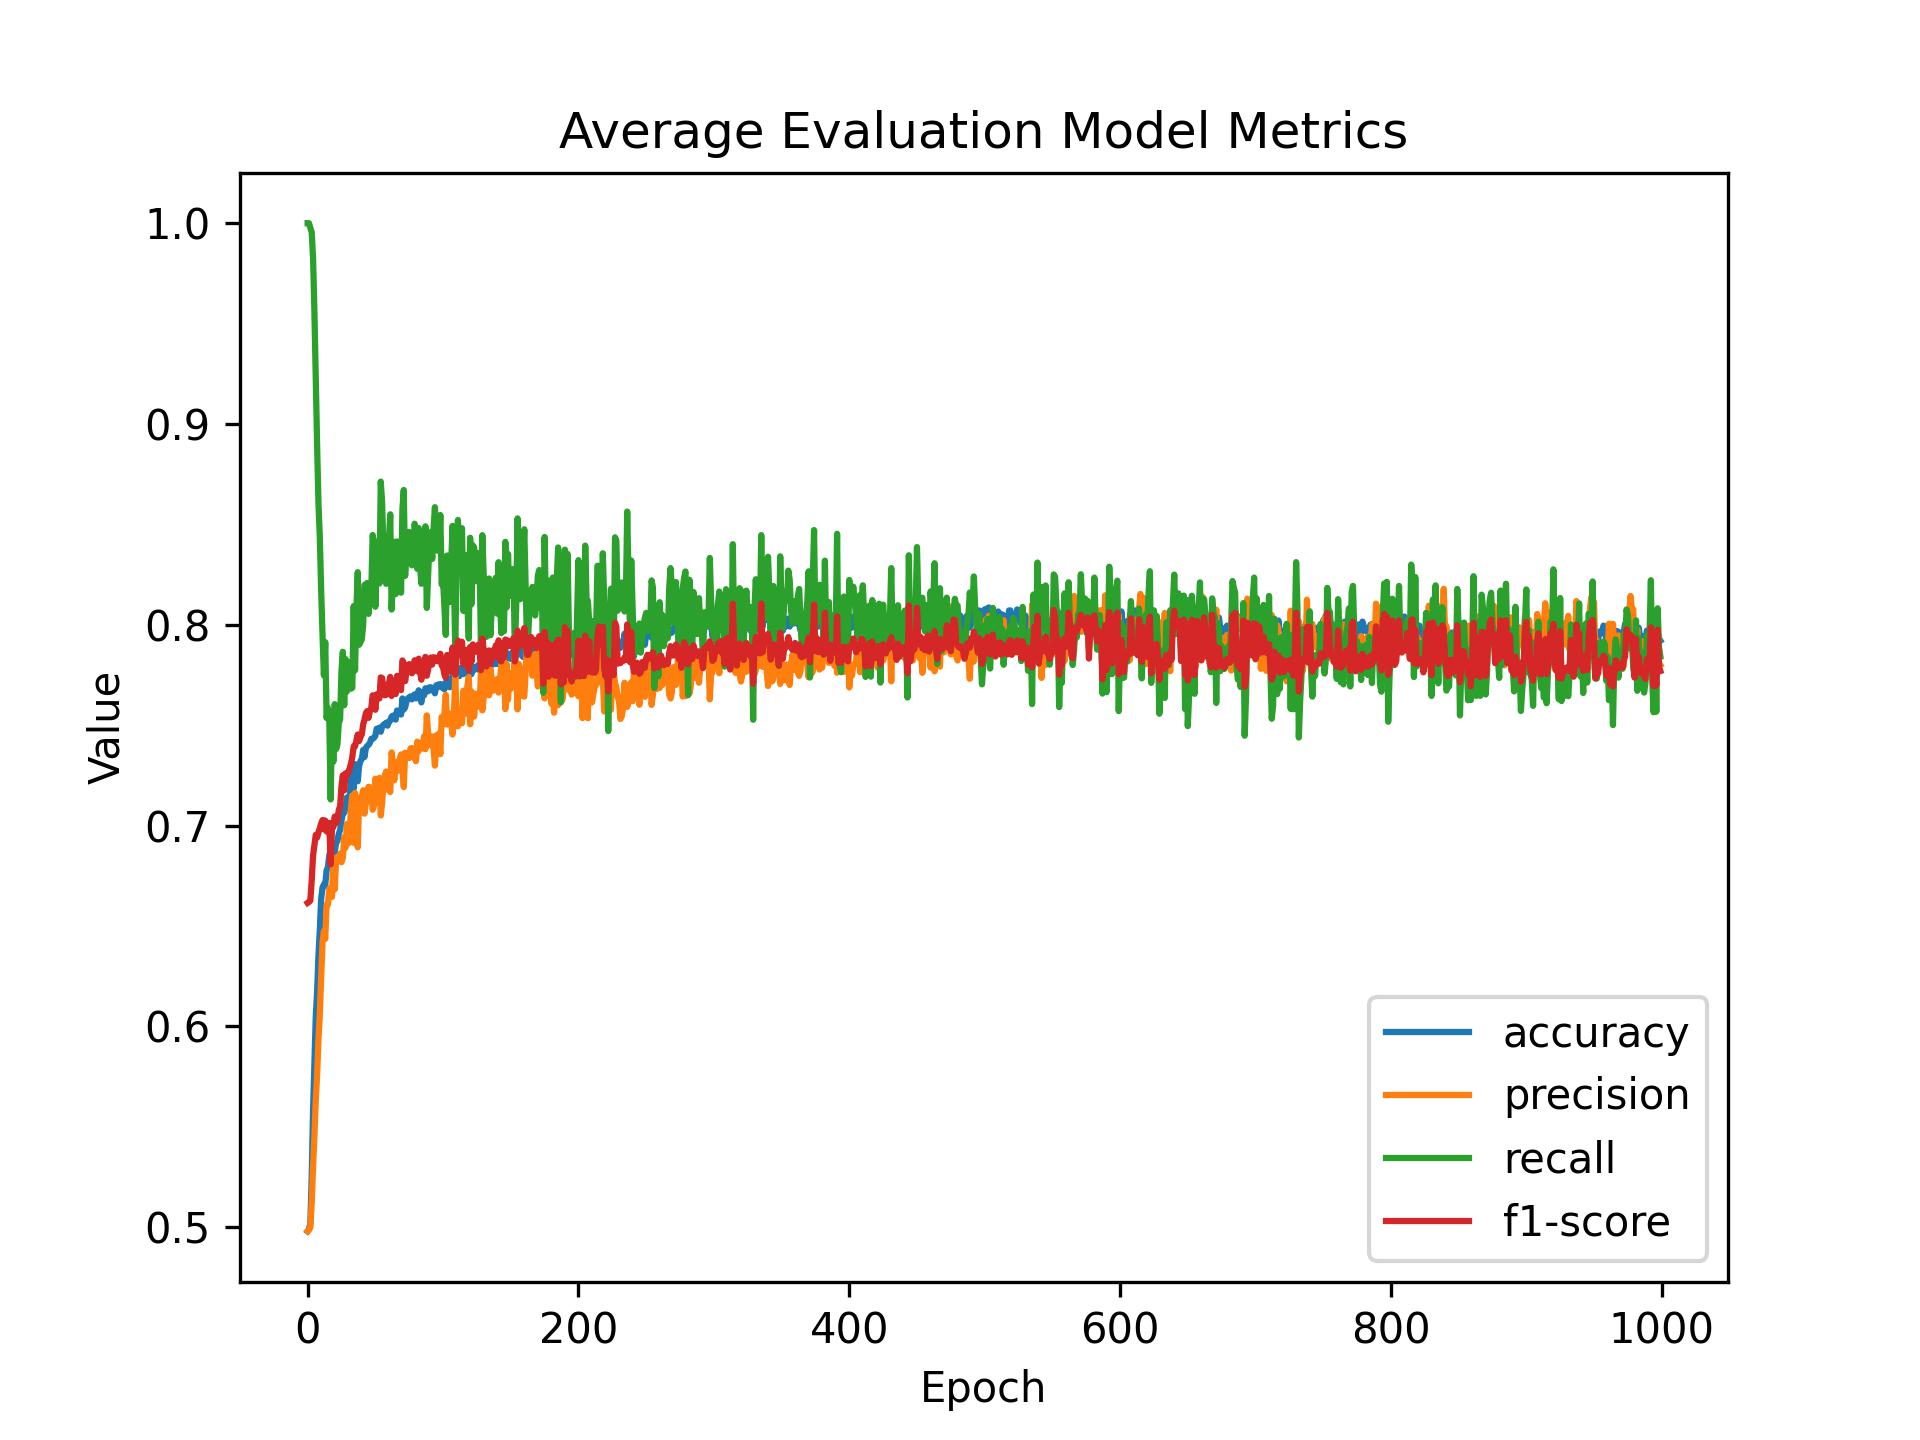 Average Evaluation Model Metrics
1.0
0.9
0.8
0.7
0.6
0.5
Value
0 200 400 600 800 1000
Epoch
accuracy
precision
recall
f1-score